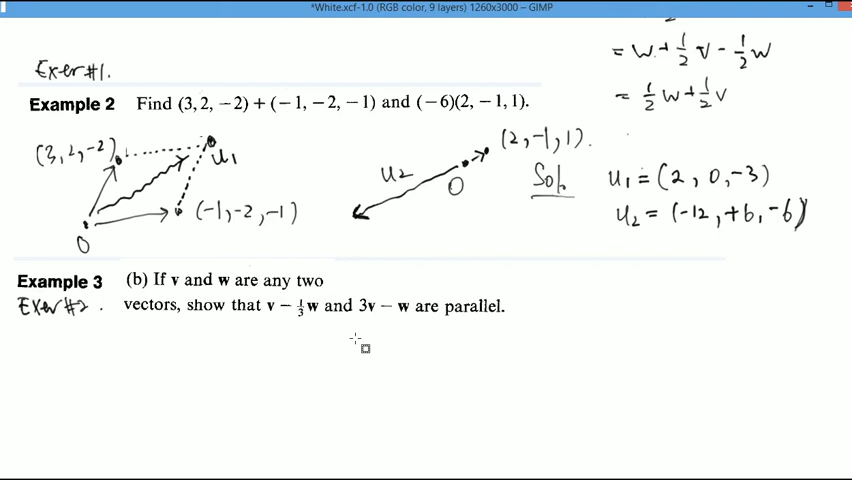 *White.xcf-1.0 (RGB color, 9 layers) 1260x3000 – GIMP
= w + 1/2 v - 1/2 w
= 1/2 w + 1/2 v
Exer #1.
Example 2 Find (3, 2, −2) + (−1, −2, −1) and (−6)(2, −1, 1).
(3, 2, -2)
u1
(-1, -2, -1)
O
u2
O
(2, -1, 1).
Sol.
u1 = (2, 0, -3)
u2 = (-12, +6, -6)
Example 3 (b) If v and w are any two
Exer #2. vectors, show that v − 1/3 w and 3v − w are parallel.